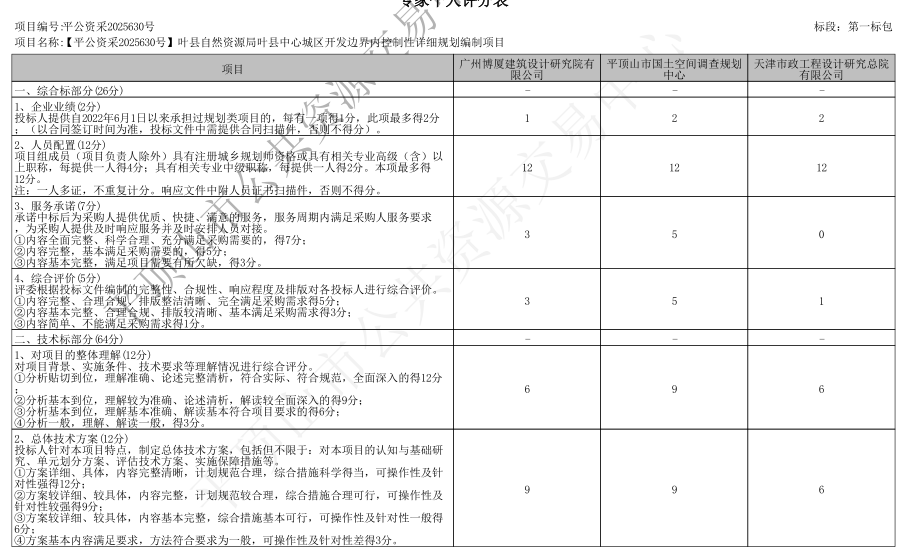 专家个人评分表
项目编号:平公资采2025630号 标段：第一标包
项目名称:【平公资采2025630号】叶县自然资源局叶县中心城区开发边界内控制性详细规划编制项目
项目 广州博厦建筑设计研究院有 平顶山市国土空间调查规划 天津市政工程设计研究总院
限公司 中心 有限公司
一、综合标部分(26分) - - -
1、企业业绩(2分)
投标人提供自2022年6月1日以来承担过规划类项目的，每有一项得1分，此项最多得2分 1 2 2
；（以合同签订时间为准，投标文件中需提供合同扫描件，否则不得分）。
2、人员配置(12分)
项目组成员（项目负责人除外）具有注册城乡规划师资格或具有相关专业高级（含）以
上职称，每提供一人得4分；具有相关专业中级职称，每提供一人得2分。本项最多得 12 12 12
12分。
注：一人多证，不重复计分。响应文件中附人员证书扫描件，否则不得分。
3、服务承诺(7分)
承诺中标后为采购人提供优质、快捷、满意的服务，服务周期内满足采购人服务要求
，为采购人提供及时响应服务并及时安排人员对接。
①内容全面完整、科学合理、充分满足采购需要的，得7分； 3 5 0
②内容完整，基本满足采购需要的，得5分；
③内容基本完整，满足项目需要有所欠缺，得3分。
4、综合评价(5分)
评委根据投标文件编制的完整性、合规性、响应程度及排版对各投标人进行综合评价。
①内容完整、合理合规、排版整洁清晰、完全满足采购需求得5分； 3 5 1
②内容基本完整、合理合规、排版较清晰、基本满足采购需求得3分；
③内容简单、不能满足采购需求得1分。
二、技术标部分(64分) - - -
1、对项目的整体理解(12分)
对项目背景、实施条件、技术要求等理解情况进行综合评分。
①分析贴切到位，理解准确、论述完整清析，符合实际、符合规范，全面深入的得12分
； 6 9 6
②分析基本到位，理解较为准确、论述清析，解读较全面深入的得9分；
③分析基本到位，理解基本准确、解读基本符合项目要求的得6分；
④分析一般，理解、解读一般，得3分。
2、总体技术方案(12分)
投标人针对本项目特点，制定总体技术方案，包括但不限于：对本项目的认知与基础研
究、单元划分方案、评估技术方案、实施保障措施等。
①方案详细、具体，内容完整清晰，计划规范合理，综合措施科学得当，可操作性及针
对性强得12分；
②方案较详细、较具体，内容完整，计划规范较合理，综合措施合理可行，可操作性及 9 9 6
针对性较强得9分；
③方案较详细、较具体，内容基本完整，综合措施基本可行，可操作性及针对性一般得
6分；
④方案基本内容满足要求，方法符合要求为一般，可操作性及针对性差得3分。
平顶山市公共资源交易中心
平顶山市公共资源交易中心